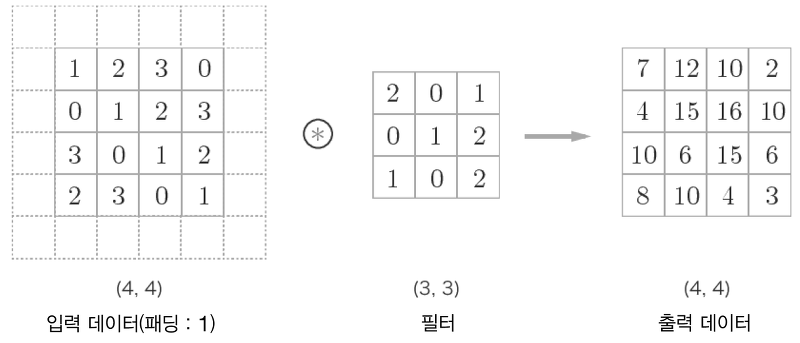 1 2 3 0
0 1 2 3
3 0 1 2
2 3 0 1
(4, 4)
입력 데이터(패딩 : 1)
*
2 0 1
0 1 2
1 0 2
(3, 3)
필터
7 12 10 2
4 15 16 10
10 6 15 6
8 10 4 3
(4, 4)
출력 데이터